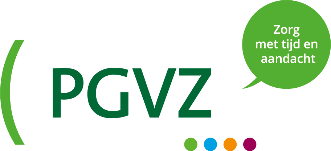 Zorg
met tijd en
aandacht
PGVZ